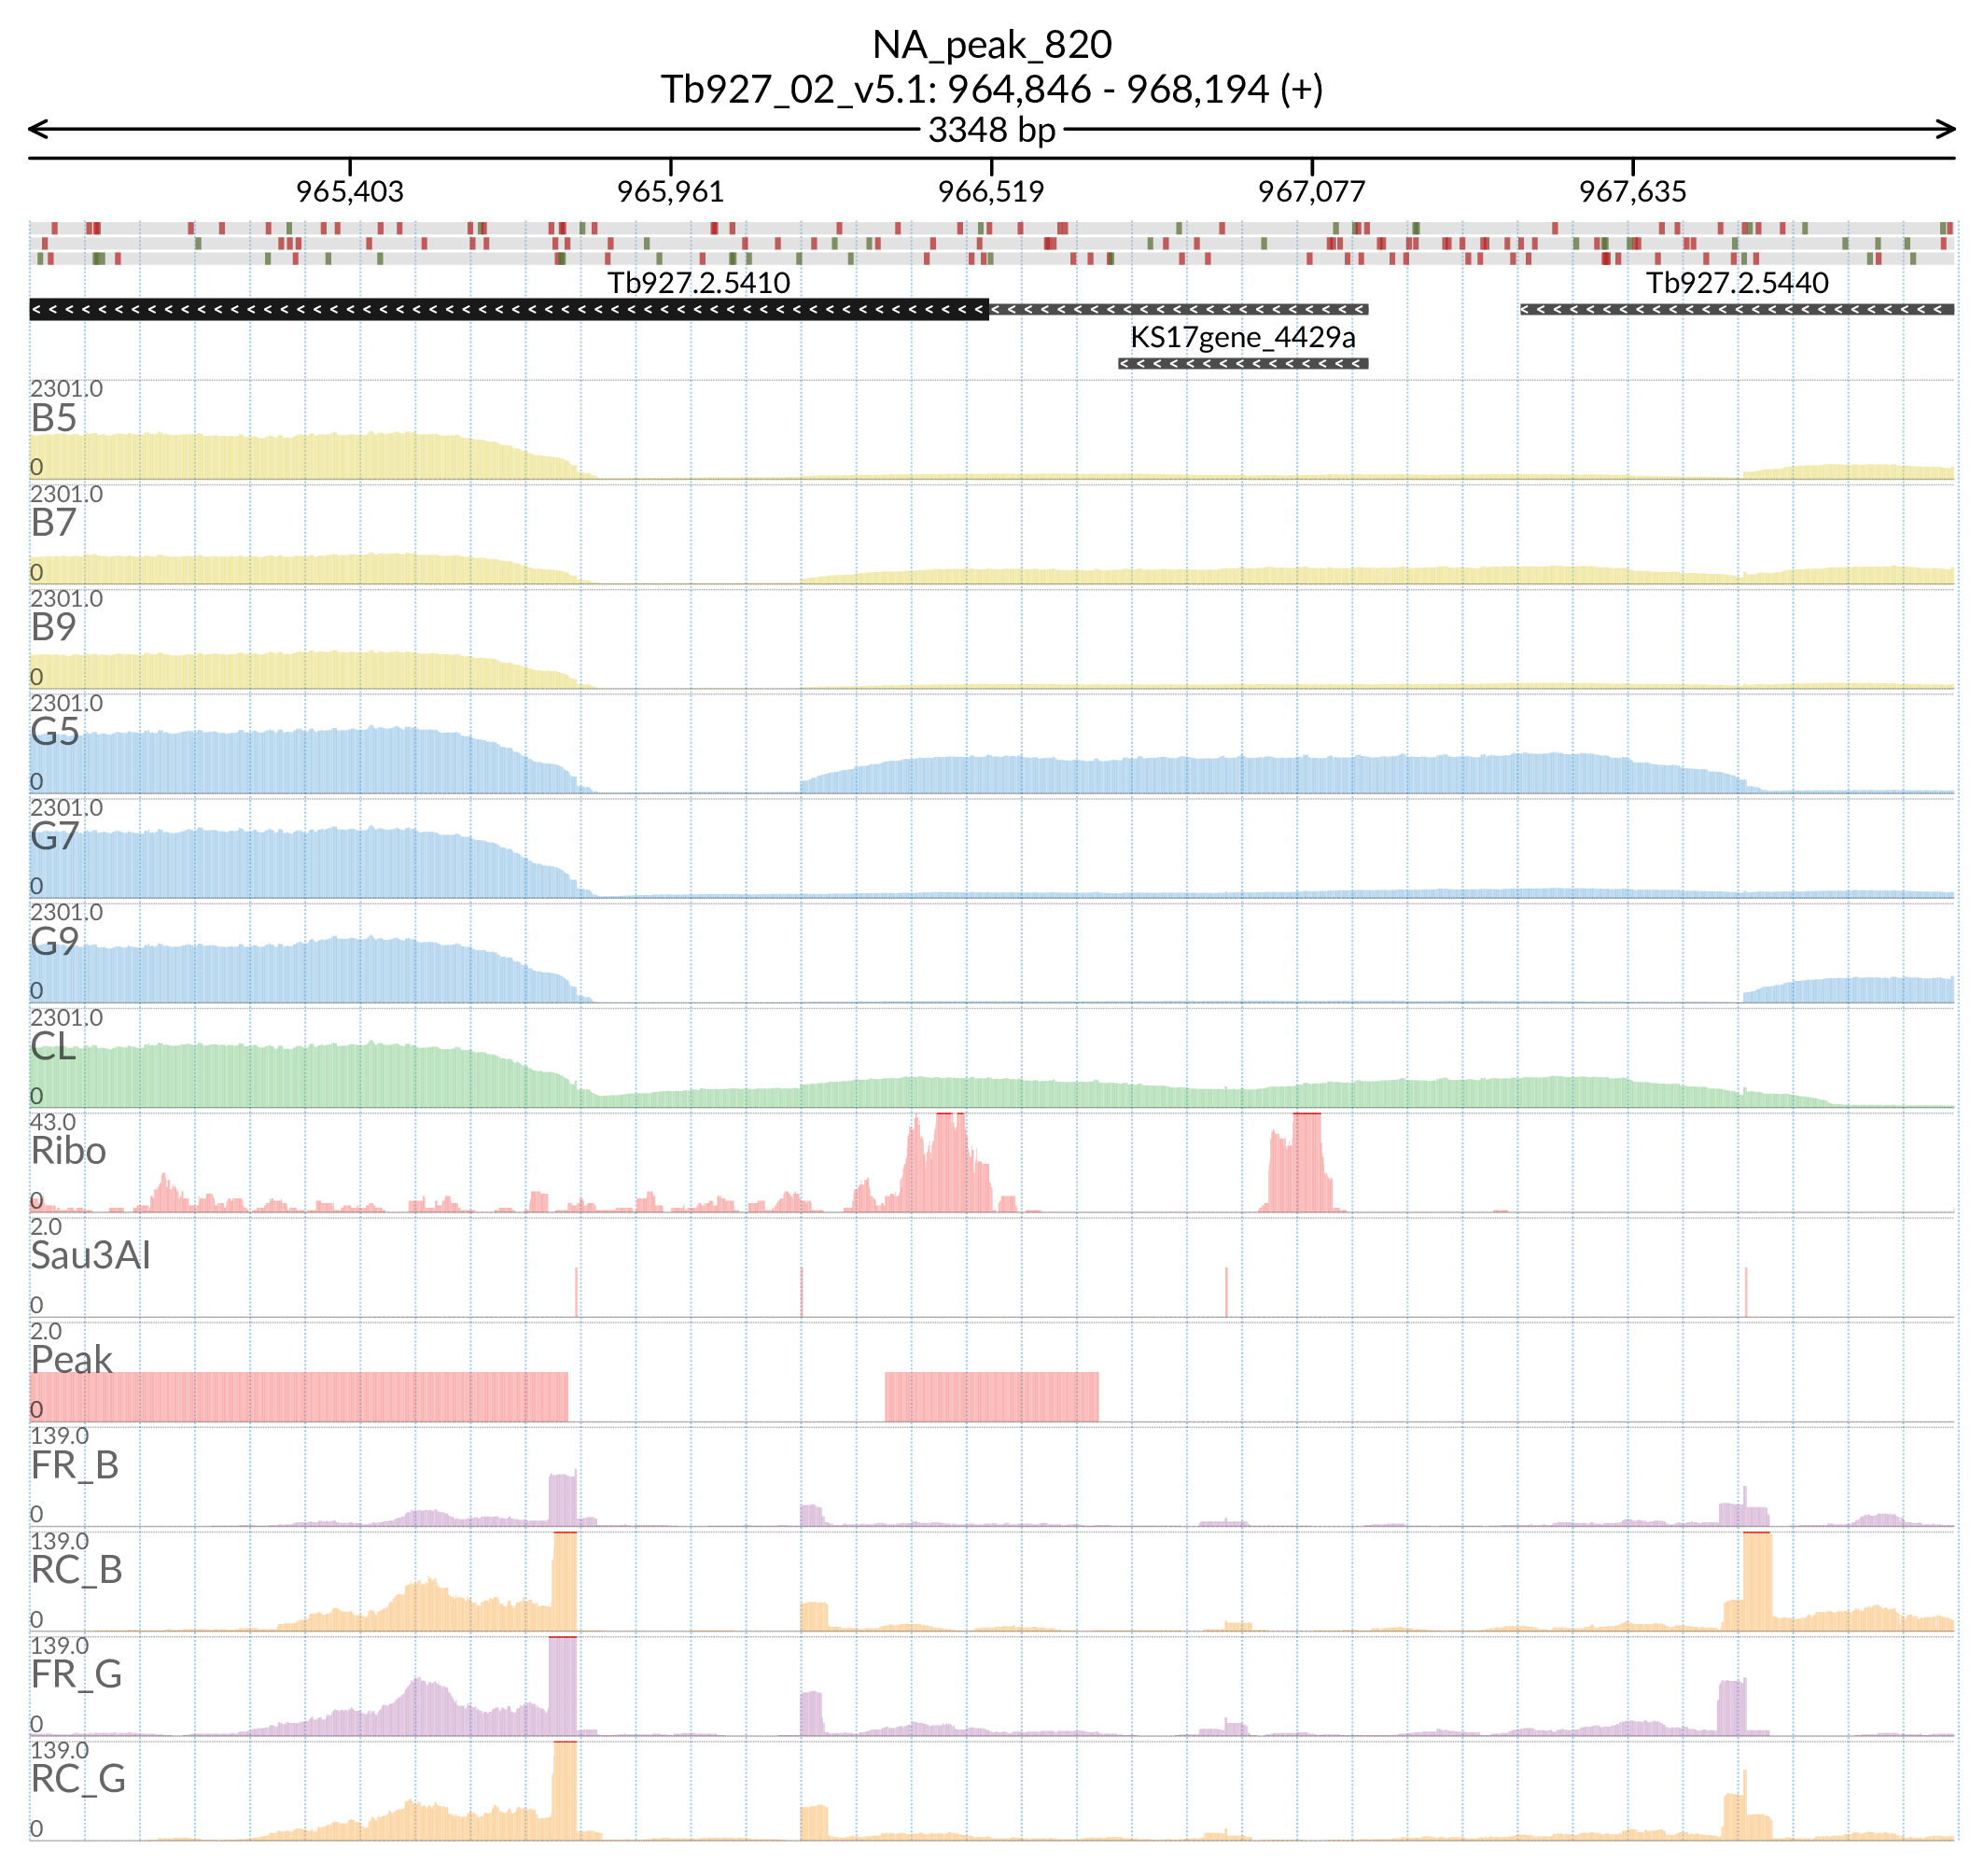 NA_peak_820
Tb927_02_v5.1: 964,846 - 968,194 (+)
3348 bp
965,403 965,961 966,519 967,077 967,635
Tb927.2.5410 Tb927.2.5440
KS17gene_4429a
2301.0
B5
0
2301.0
B7
0
2301.0
B9
0
2301.0
G5
0
2301.0
G7
0
2301.0
G9
0
2301.0
CL
0
43.0
Ribo
0
2.0
Sau3AI
0
2.0
Peak
0
139.0
FR_B
0
139.0
RC_B
0
139.0
FR_G
0
139.0
RC_G
0